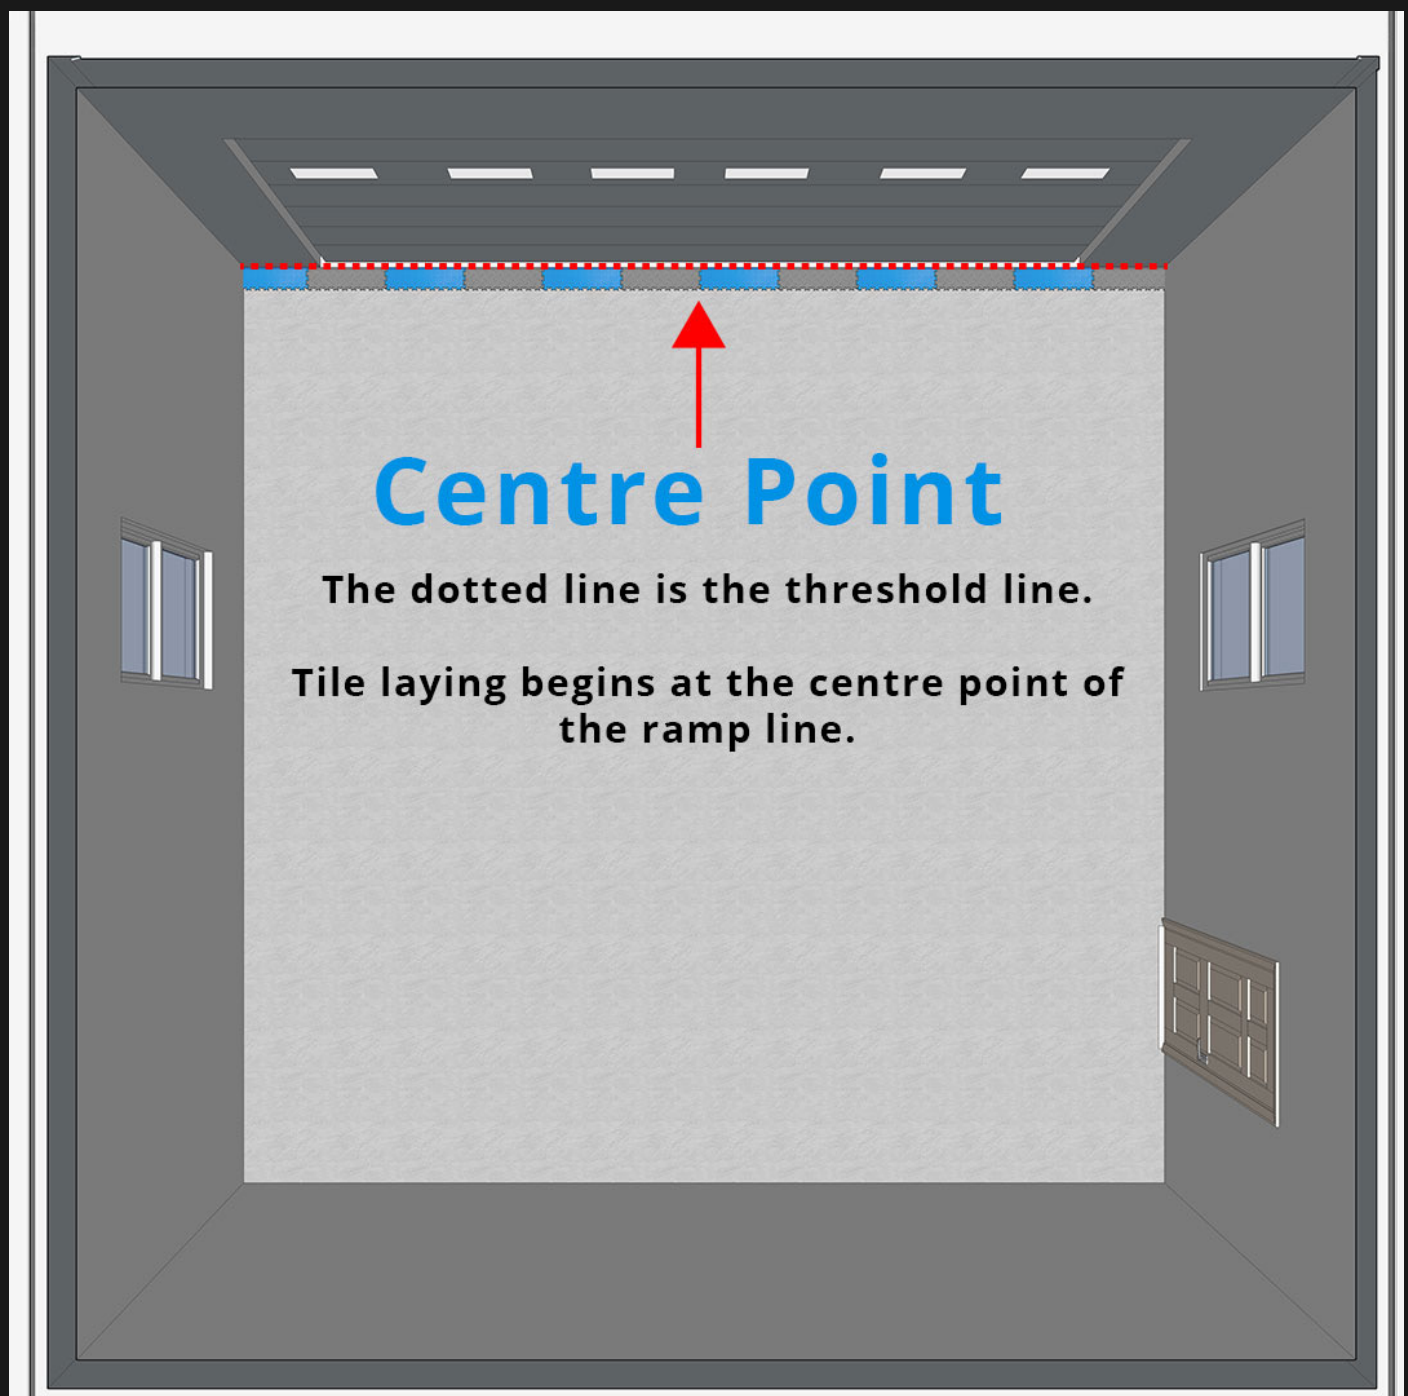 Centre Point
The dotted line is the threshold line.
Tile laying begins at the centre point of
the ramp line.